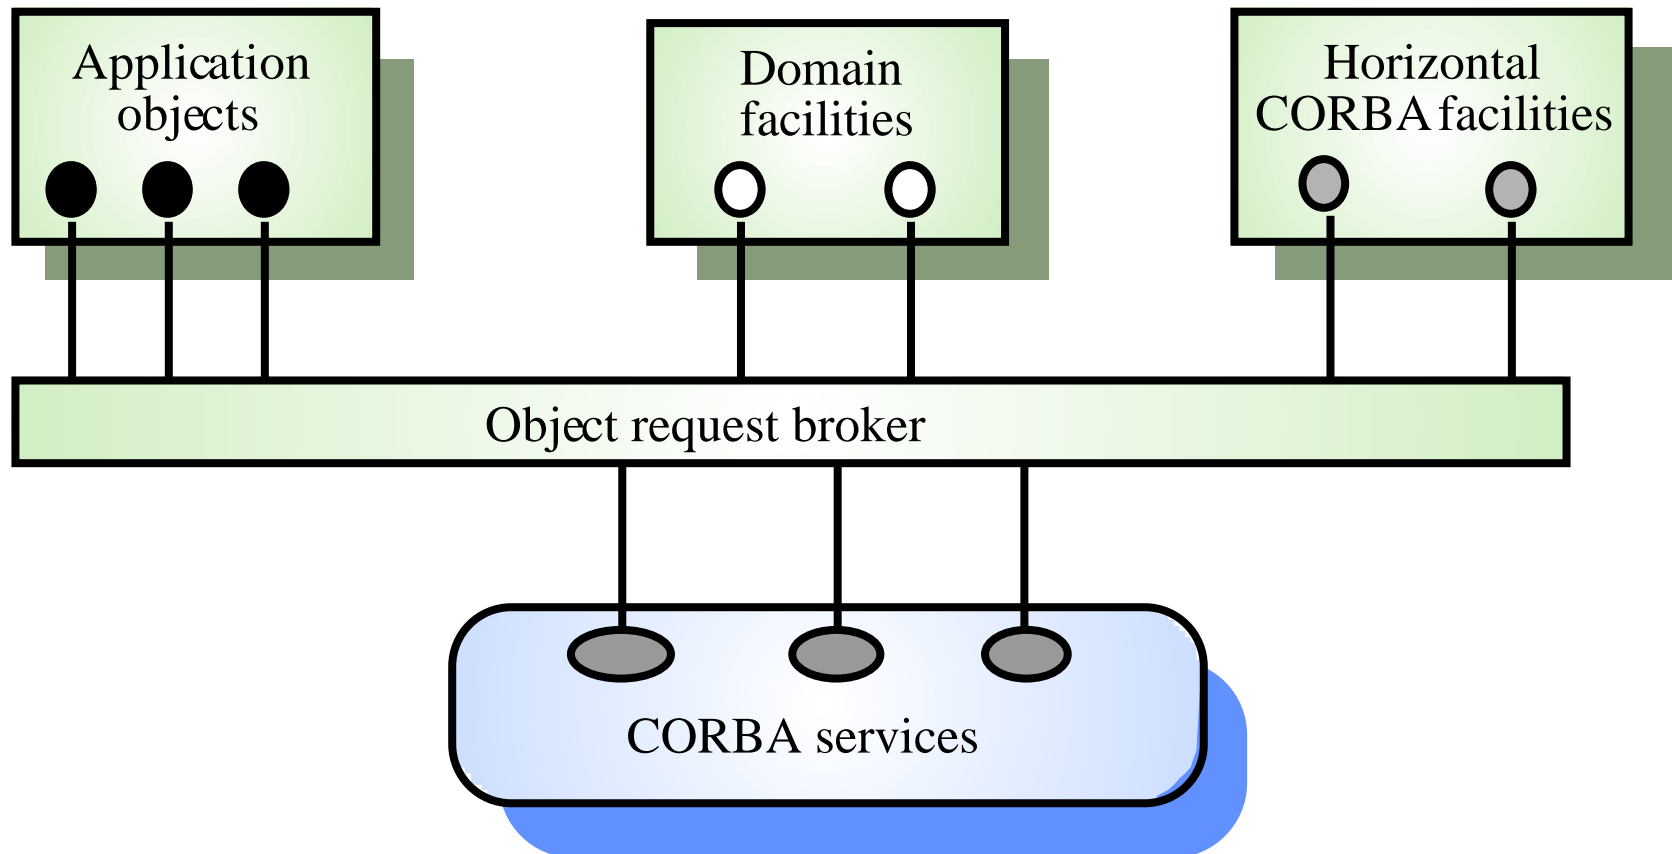 Application
objects
Domain
facilities
Horizontal
CORBA facilities
Object request broker
CORBA services